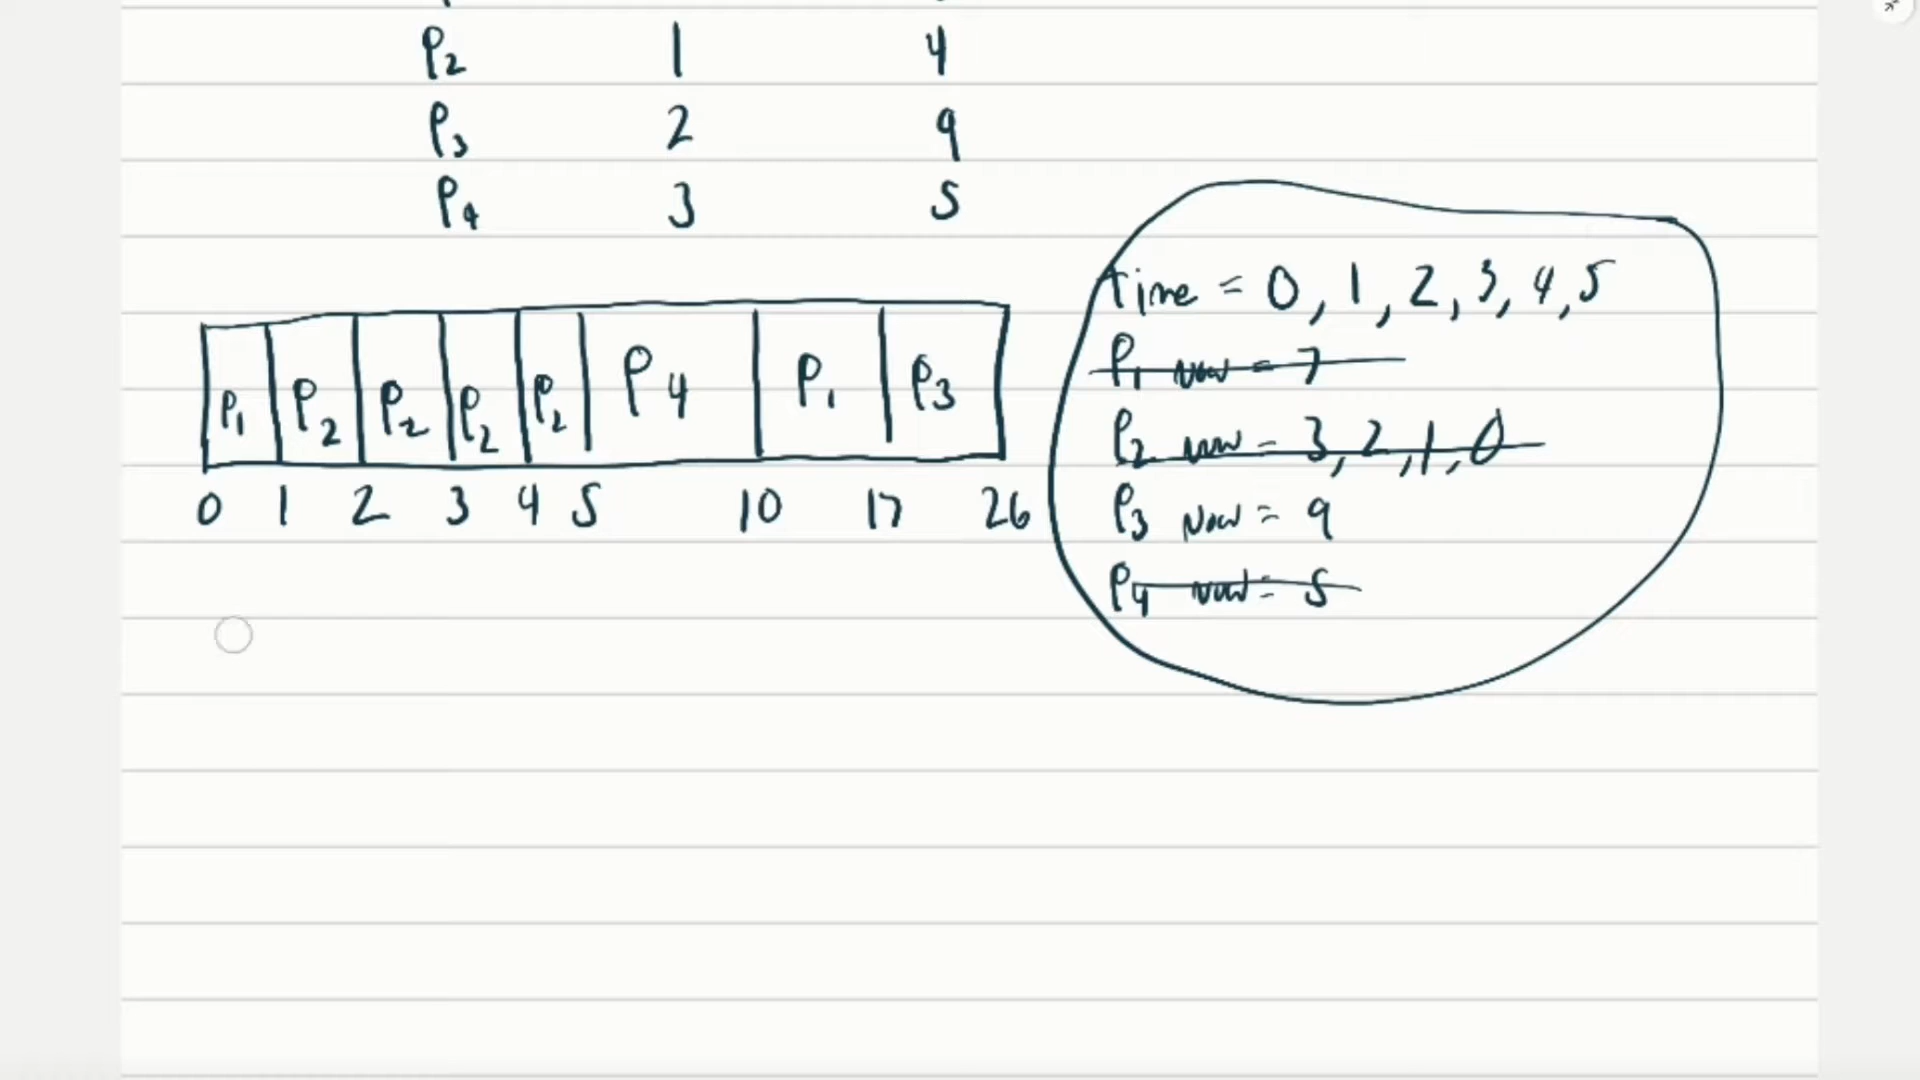 P2 1 4
P3 2 9
P4 3 5
Time = 0, 1, 2, 3, 4, 5
P1 now = 7
P2 now = 3, 2, 1, 0
P3 now = 9
P4 now = 5
P1 P2 P2 P2 P2 P4 P1 P3
0 1 2 3 4 5 10 17 26